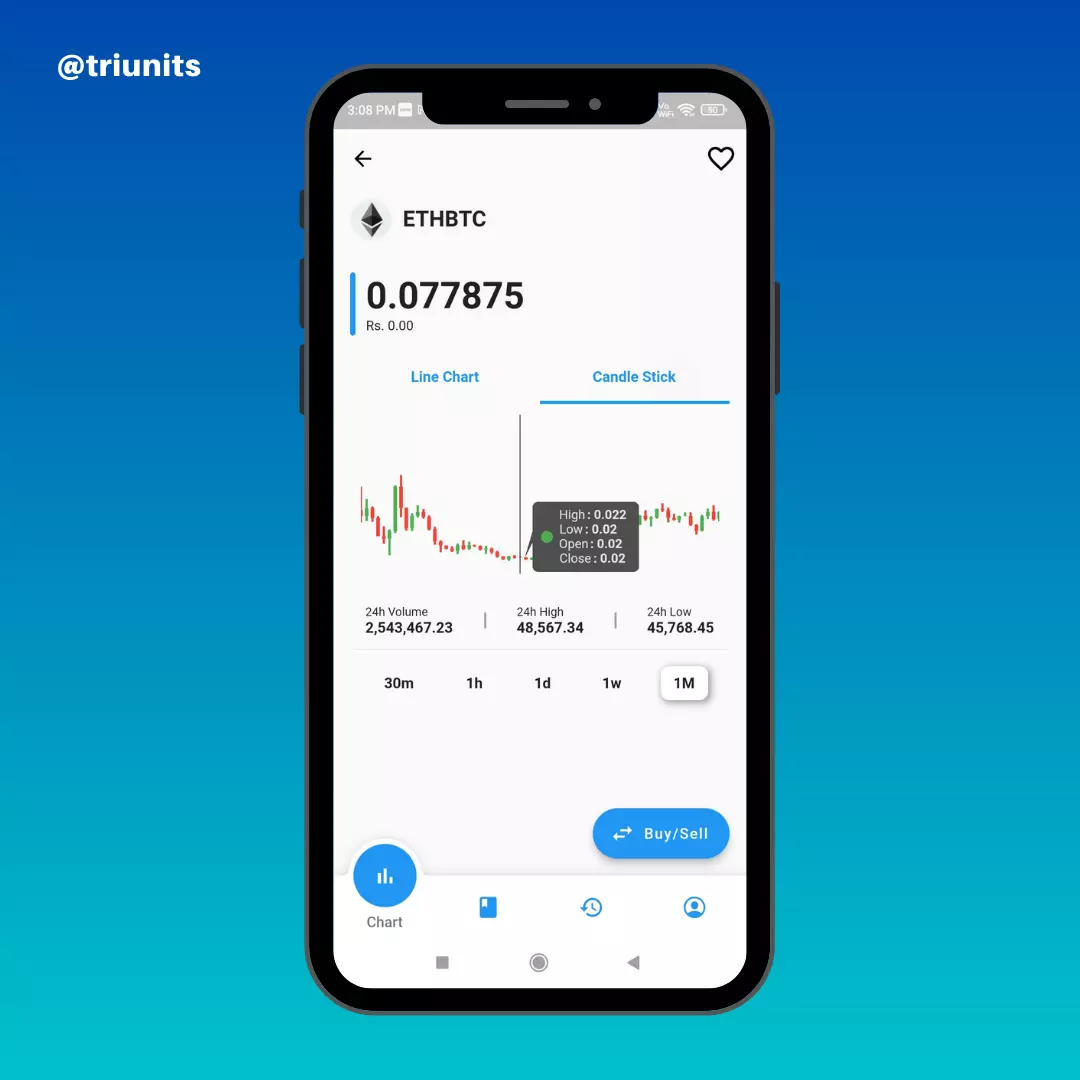 @triunits
3:08 PM
Vo
WiFi
50
ETHBTC
0.077875
Rs. 0.00
Line Chart
Candle Stick
High: 0.022
Low: 0.02
Open: 0.02
Close: 0.02
24h Volume
2,543,467.23
24h High
48,567.34
24h Low
45,768.45
30m
1h
1d
1w
1M
Buy/Sell
Chart